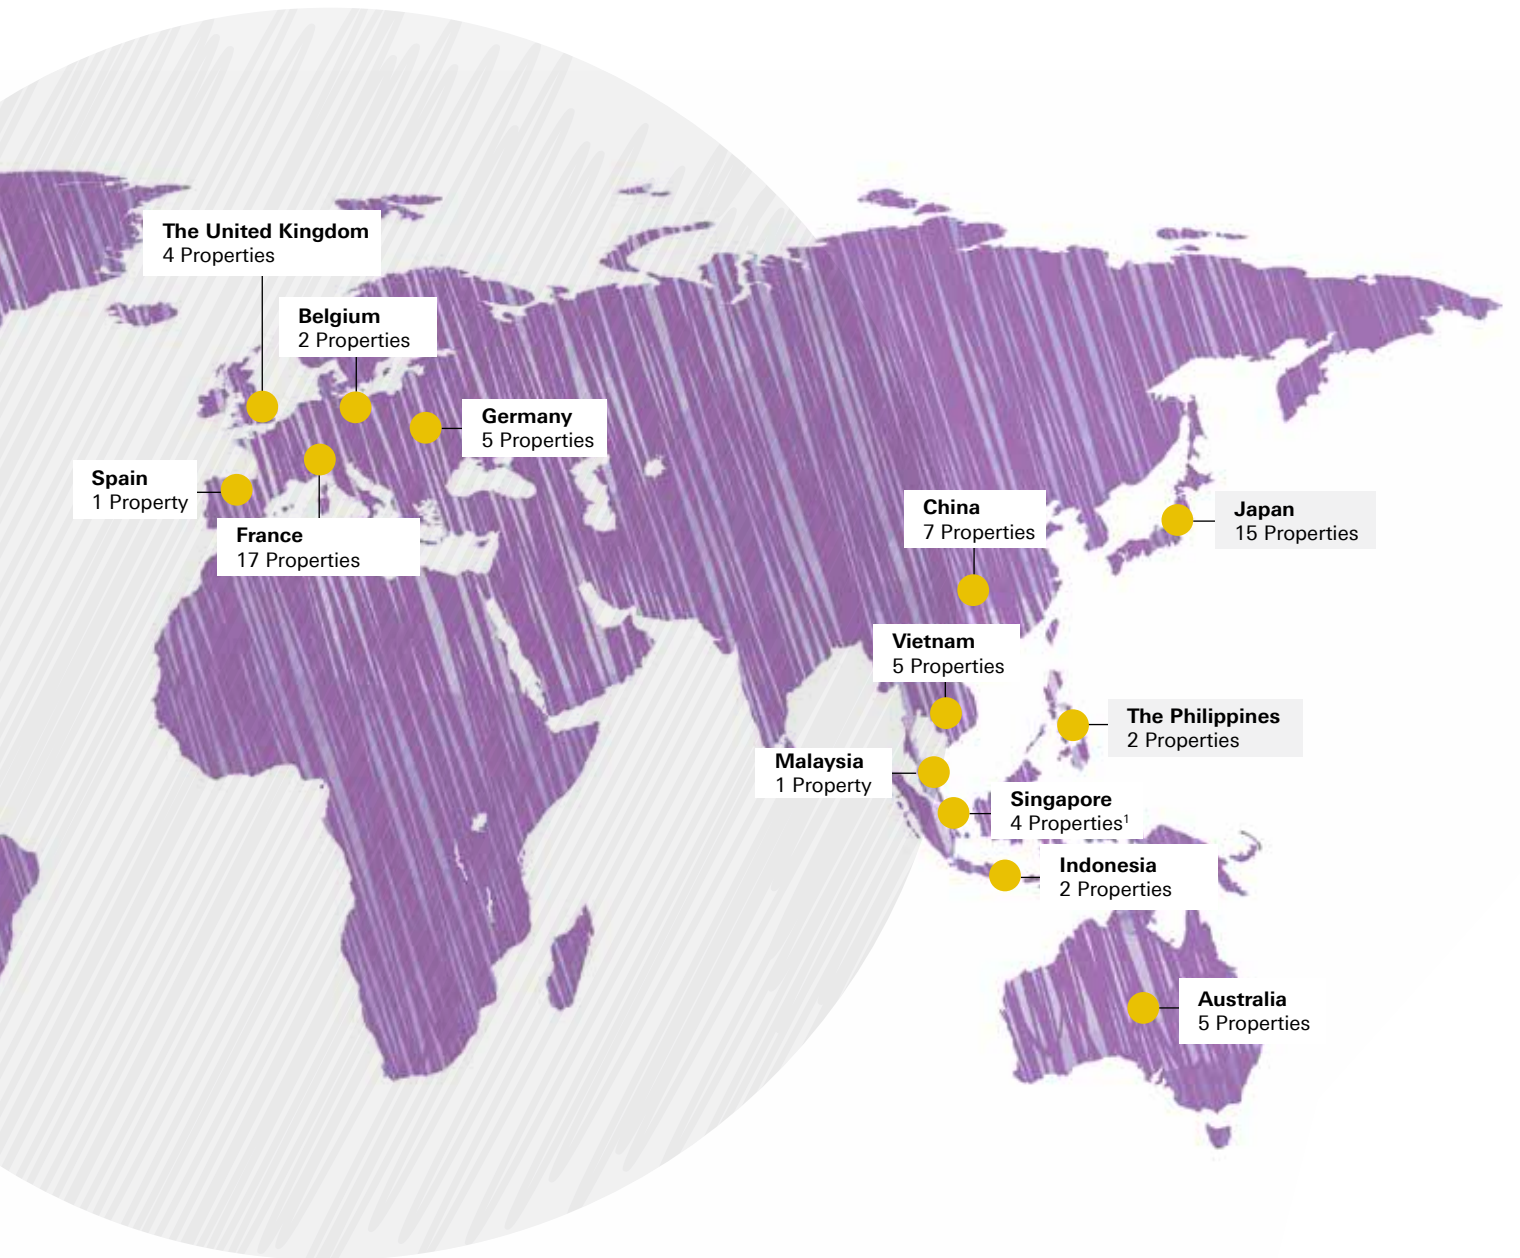 The United Kingdom
4 Properties
Belgium
2 Properties
Germany
5 Properties
Spain
1 Property
France
17 Properties
China
7 Properties
Japan
15 Properties
Vietnam
5 Properties
The Philippines
2 Properties
Malaysia
1 Property
Singapore
4 Properties¹
Indonesia
2 Properties
Australia
5 Properties